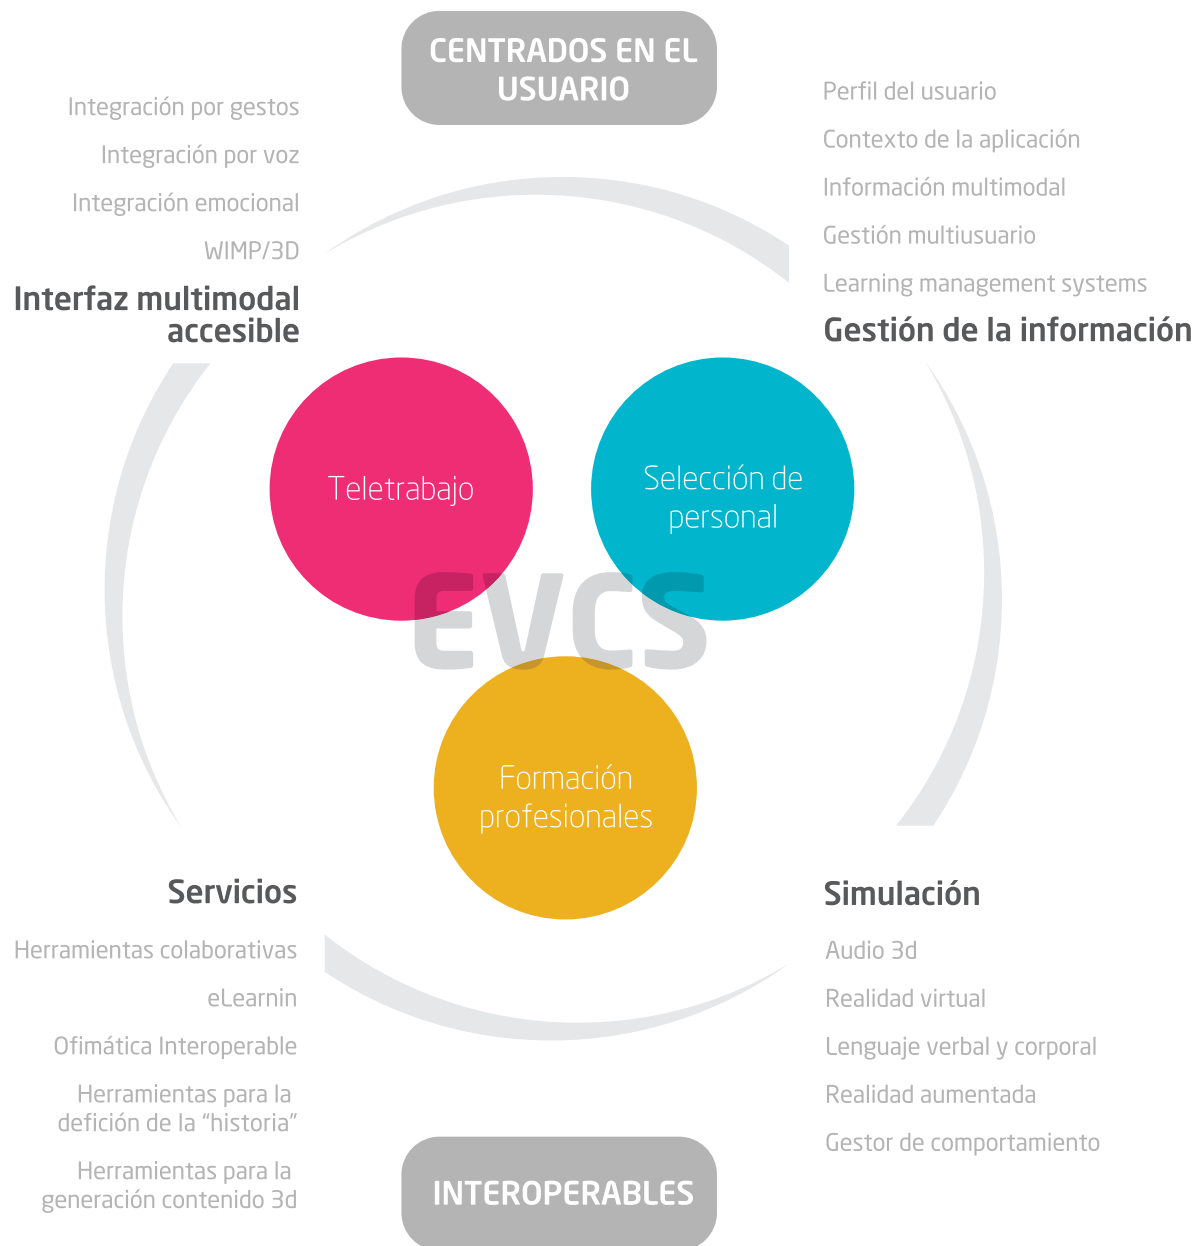 CENTRADOS EN EL
USUARIO
Integración por gestos
Integración por voz
Integración emocional
WIMP/3D
Interfaz multimodal
accesible
Perfil del usuario
Contexto de la aplicación
Información multimodal
Gestión multiusuario
Learning management systems
Gestión de la información
Teletrabajo
Selección de
personal
EVCS
Formación
profesionales
Servicios
Herramientas colaborativas
eLearnin
Ofimática Interoperable
Herramientas para la
defición de la “historia”
Herramientas para la
generación contenido 3d
Simulación
Audio 3d
Realidad virtual
Lenguaje verbal y corporal
Realidad aumentada
Gestor de comportamiento
INTEROPERABLES